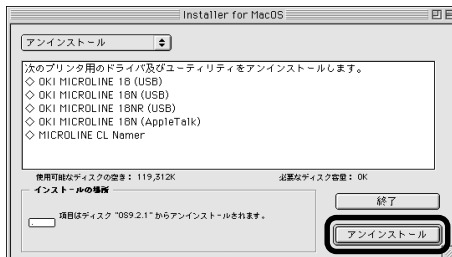 Installer for MacOS
アンインストール
次のプリンタ用のドライバ及びユーティリティをアンインストールします。
◇ OKI MICROLINE 18 (USB)
◇ OKI MICROLINE 18N (USB)
◇ OKI MICROLINE 18NR (USB)
◇ OKI MICROLINE 18N (AppleTalk)
◇ MICROLINE CL Namer
使用可能なディスクの空き： 119,312K 必要なディスク容量： 0K
インストールの場所
項目はディスク "OS9.2.1" からアンインストールされます。
終了
アンインストール